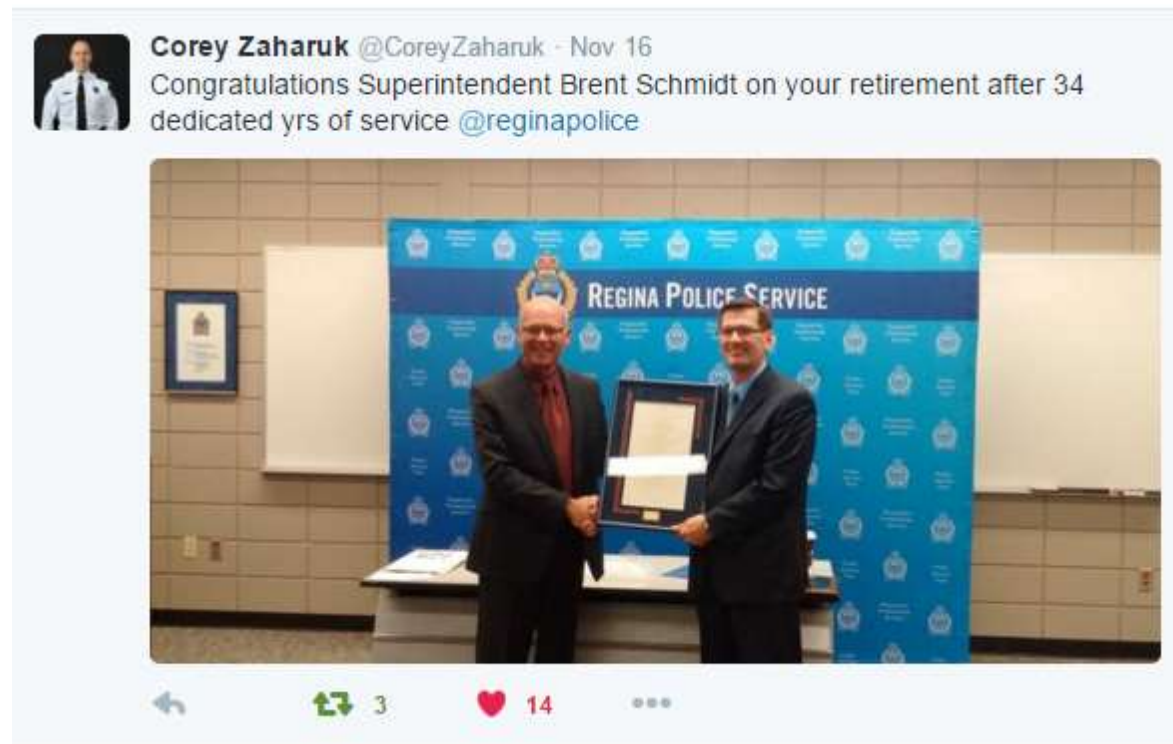 Corey Zaharuk @CoreyZaharuk · Nov 16
Congratulations Superintendent Brent Schmidt on your retirement after 34
dedicated yrs of service @reginapolice
REGINA POLICE SERVICE
3
14